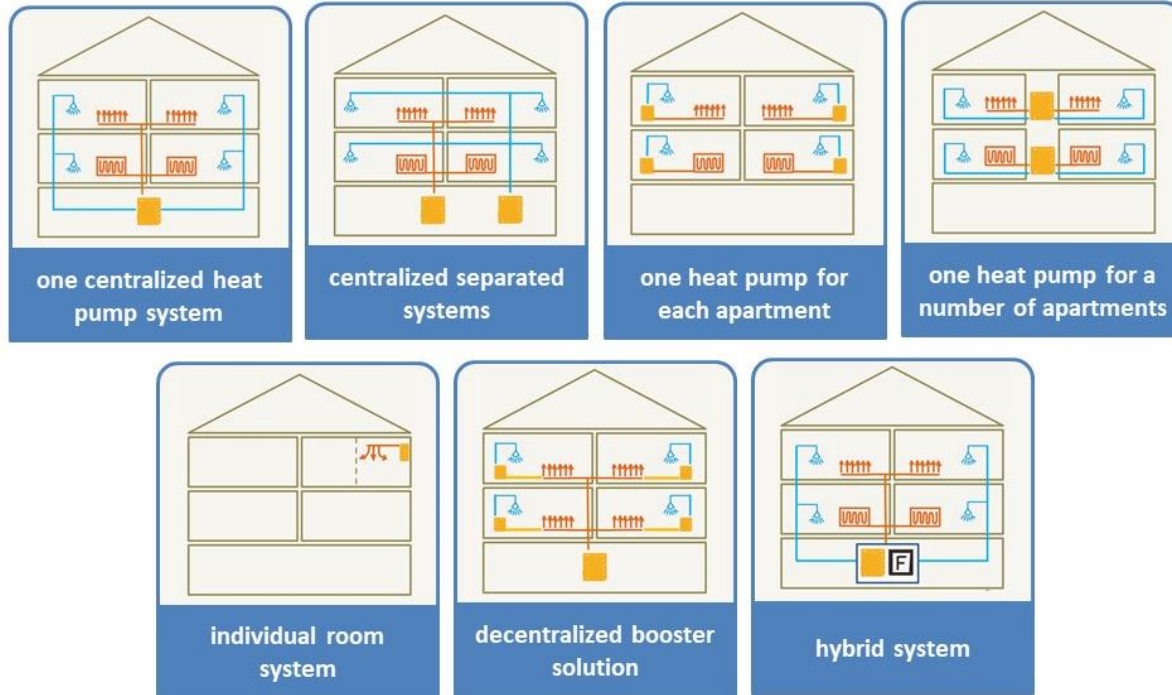 one centralized heat
pump system
centralized separated
systems
one heat pump for
each apartment
one heat pump for a
number of apartments
individual room
system
decentralized booster
solution
F
hybrid system